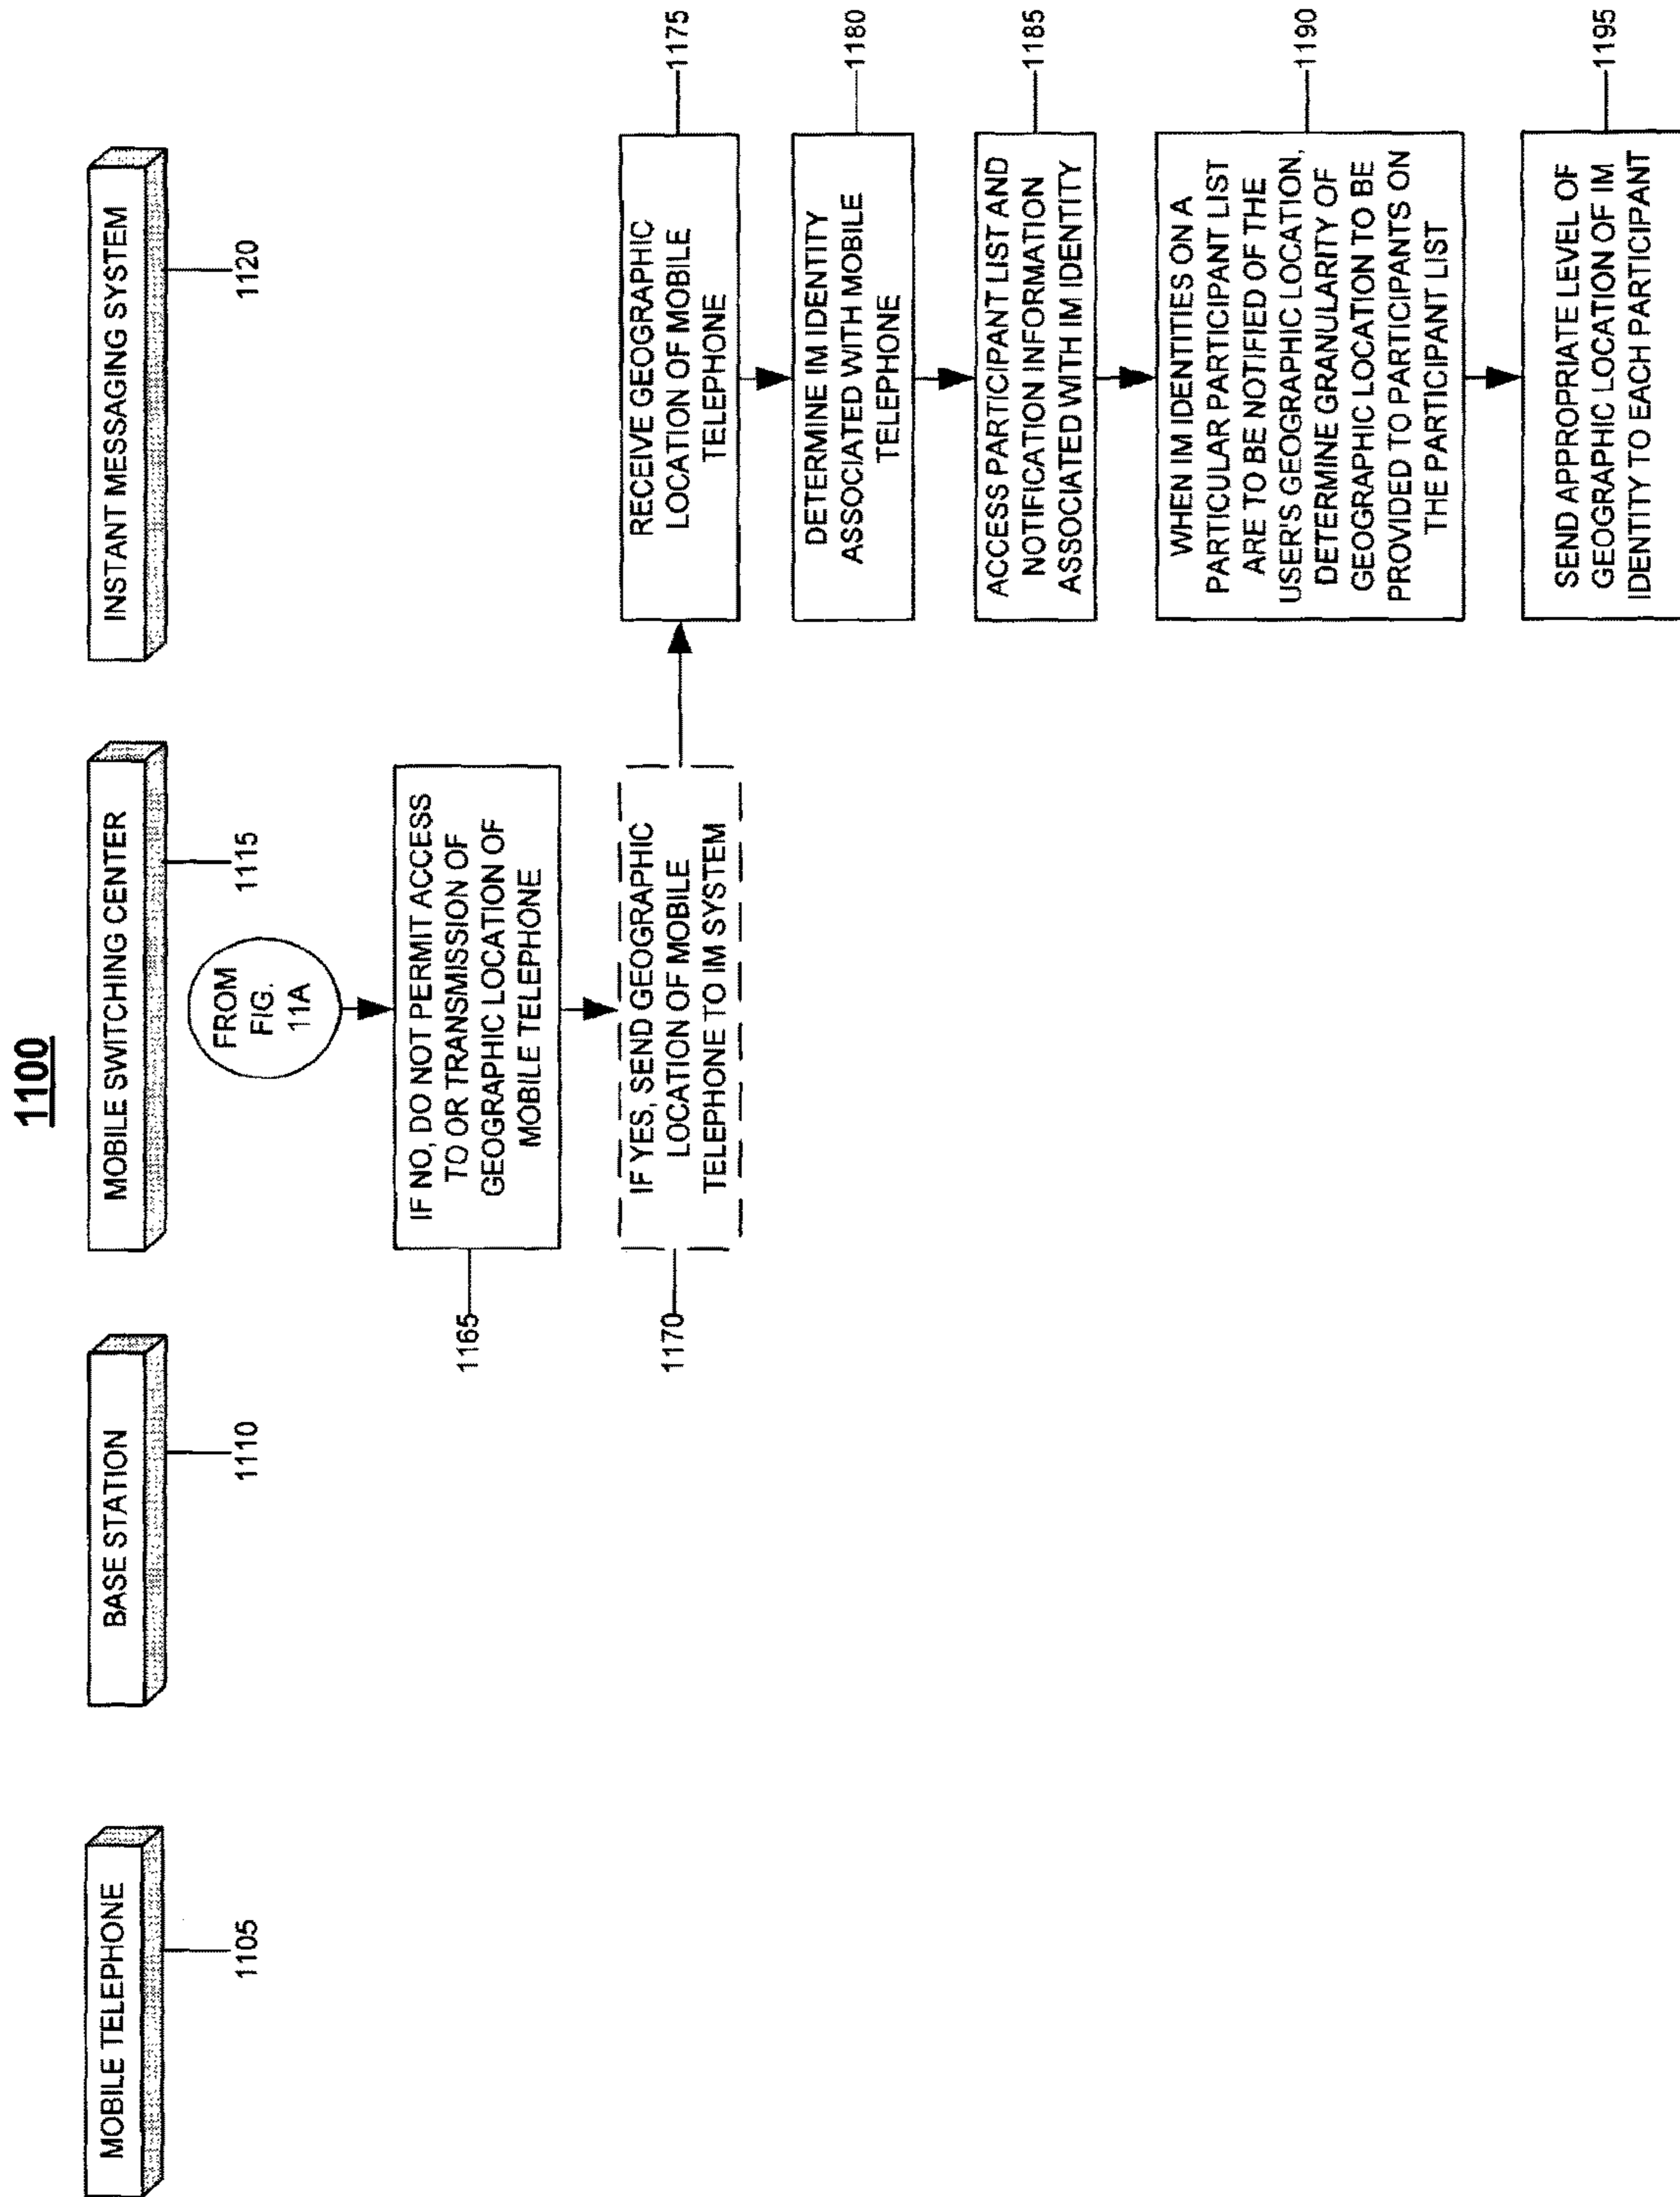 1100
MOBILE TELEPHONE
1105
BASE STATION
1110
MOBILE SWITCHING CENTER
1115
INSTANT MESSAGING SYSTEM
1120
FROM
FIG.
11A
IF NO, DO NOT PERMIT ACCESS
TO OR TRANSMISSION OF
GEOGRAPHIC LOCATION OF
MOBILE TELEPHONE
1165
IF YES, SEND GEOGRAPHIC
LOCATION OF MOBILE
TELEPHONE TO IM SYSTEM
1170
RECEIVE GEOGRAPHIC
LOCATION OF MOBILE
TELEPHONE
1175
DETERMINE IM IDENTITY
ASSOCIATED WITH MOBILE
TELEPHONE
1180
ACCESS PARTICIPANT LIST AND
NOTIFICATION INFORMATION
ASSOCIATED WITH IM IDENTITY
1185
WHEN IM IDENTITIES ON A
PARTICULAR PARTICIPANT LIST
ARE TO BE NOTIFIED OF THE
USER'S GEOGRAPHIC LOCATION,
DETERMINE GRANULARITY OF
GEOGRAPHIC LOCATION TO BE
PROVIDED TO PARTICIPANTS ON
THE PARTICIPANT LIST
1190
SEND APPROPRIATE LEVEL OF
GEOGRAPHIC LOCATION OF IM
IDENTITY TO EACH PARTICIPANT
1195